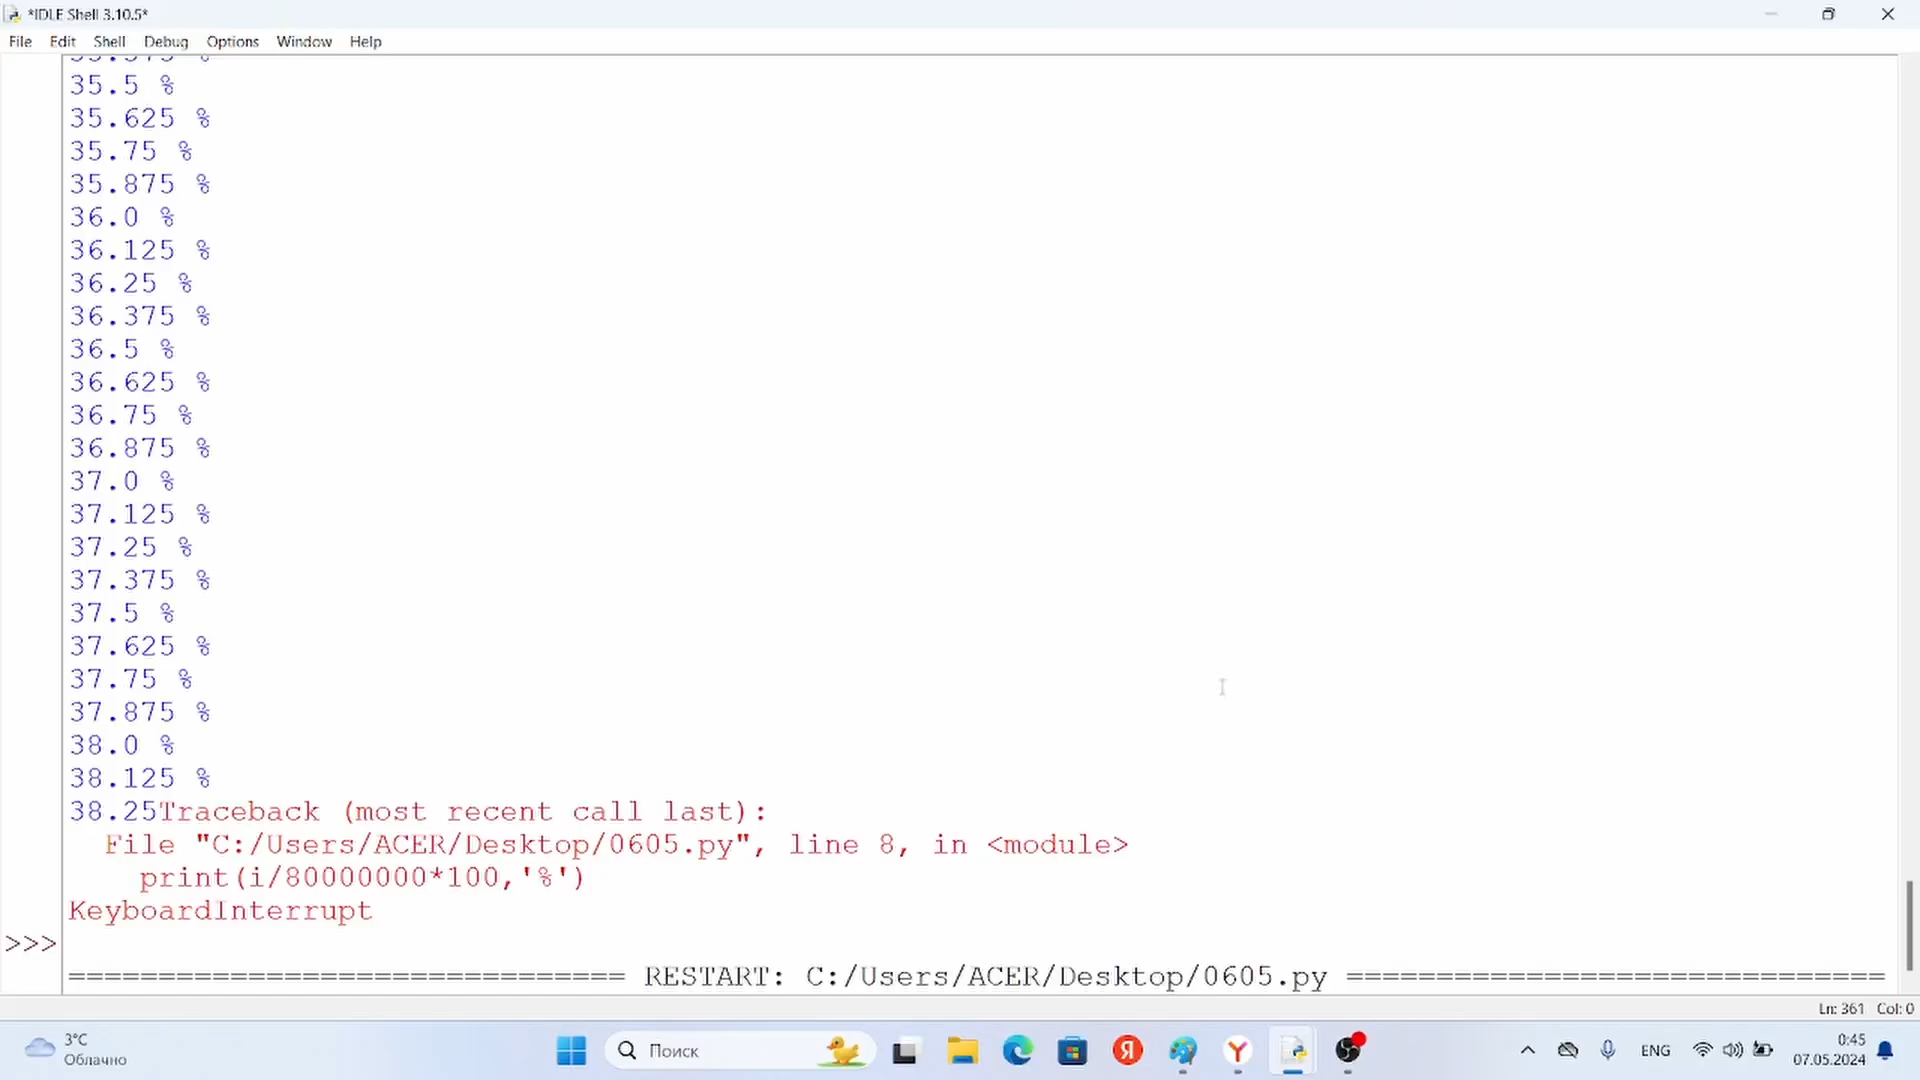 *IDLE Shell 3.10.5*
File Edit Shell Debug Options Window Help
35.5 %
35.625 %
35.75 %
35.875 %
36.0 %
36.125 %
36.25 %
36.375 %
36.5 %
36.625 %
36.75 %
36.875 %
37.0 %
37.125 %
37.25 %
37.375 %
37.5 %
37.625 %
37.75 %
37.875 %
38.0 %
38.125 %
38.25Traceback (most recent call last):
File "C:/Users/ACER/Desktop/0605.py", line 8, in <module>
print(i/80000000*100,'%')
KeyboardInterrupt
>>>
=============================== RESTART: C:/Users/ACER/Desktop/0605.py ==============================
Ln: 361 Col: 0
3°C
Облачно
Поиск
Я
Y
ENG
0:45
07.05.2024